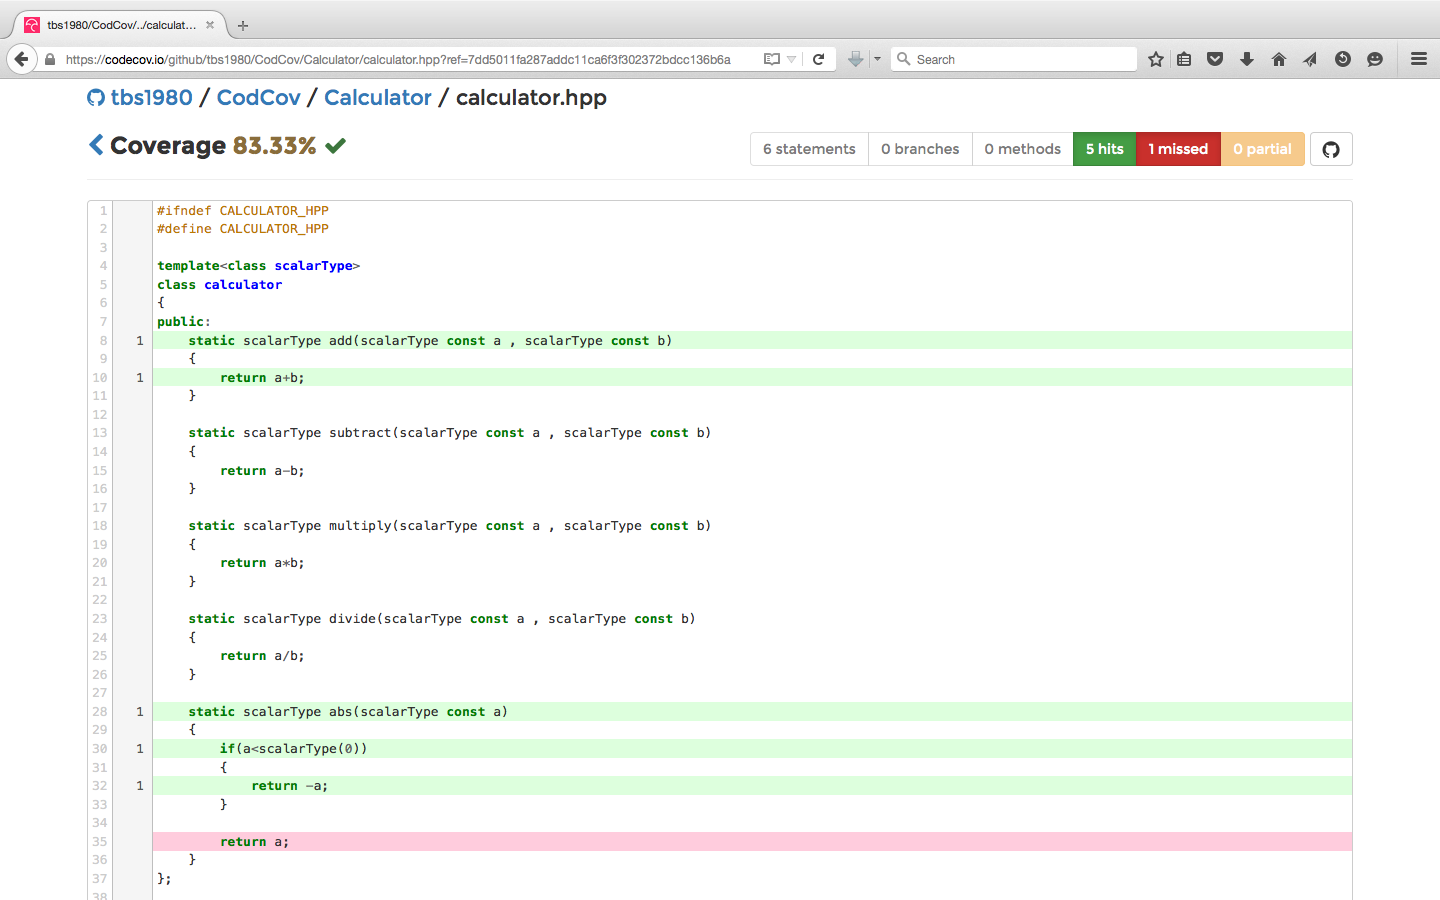 tbs1980/CodCov/../calculat...
https://codecov.io/github/tbs1980/CodCov/Calculator/calculator.hpp?ref=7dd5011fa287addc11ca6f3f302372bdcc136b6a
Search
tbs1980 / CodCov / Calculator / calculator.hpp
Coverage 83.33%
6 statements 0 branches 0 methods 5 hits 1 missed 0 partial
1 #ifndef CALCULATOR_HPP
2 #define CALCULATOR_HPP
3
4 template<class scalarType>
5 class calculator
6 {
7 public:
8 1 static scalarType add(scalarType const a , scalarType const b)
9 {
10 1 return a+b;
11 }
12
13 static scalarType subtract(scalarType const a , scalarType const b)
14 {
15 return a-b;
16 }
17
18 static scalarType multiply(scalarType const a , scalarType const b)
19 {
20 return a*b;
21 }
22
23 static scalarType divide(scalarType const a , scalarType const b)
24 {
25 return a/b;
26 }
27
28 1 static scalarType abs(scalarType const a)
29 {
30 1 if(a<scalarType(0))
31 {
32 1 return -a;
33 }
34
35 return a;
36 }
37 };
38